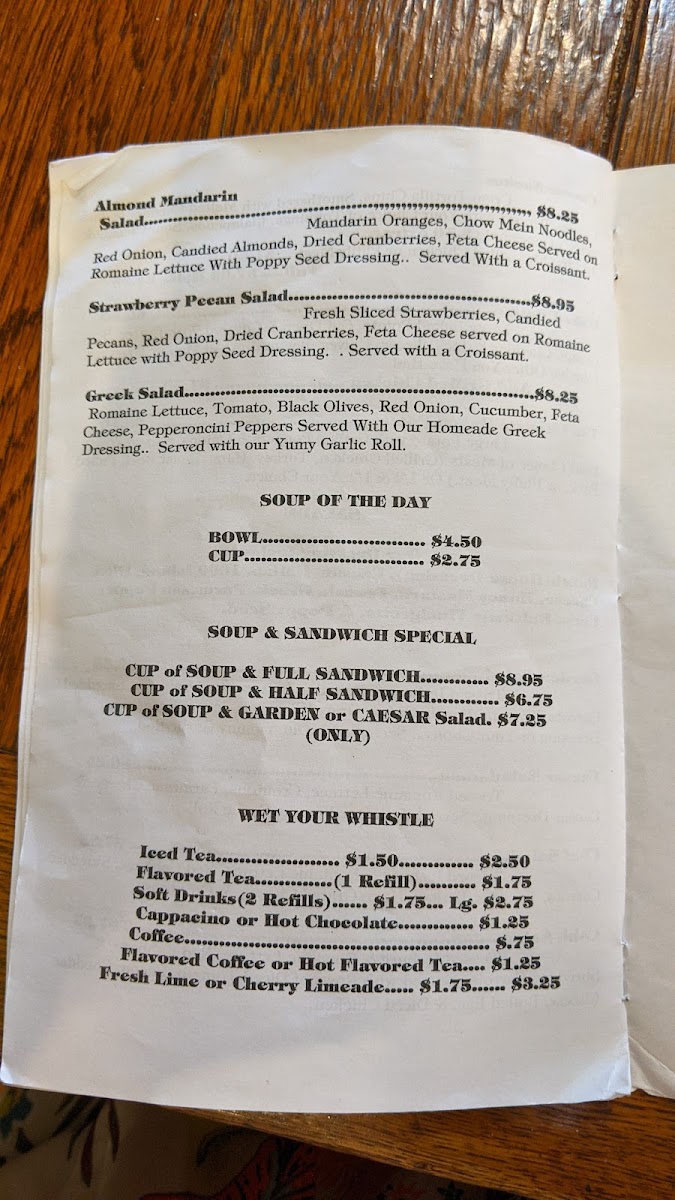 Almond Mandarin
Salad.....................................................,,,,,,,,,,,,,,,,,,,,,,,,,,,,,, $8.25
Mandarin Oranges, Chow Mein Noodles,
Red Onion, Candied Almonds, Dried Cranberries, Feta Cheese Served on
Romaine Lettuce With Poppy Seed Dressing.. Served With a Croissant.
Strawberry Pecan Salad......................................................$8.95
Fresh Sliced Strawberries, Candied
Pecans, Red Onion, Dried Cranberries, Feta Cheese served on Romaine
Lettuce with Poppy Seed Dressing. . Served with a Croissant.
Greek Salad..............................................................................$8.25
Romaine Lettuce, Tomato, Black Olives, Red Onion, Cucumber, Feta
Cheese, Pepperoncini Peppers Served With Our Homeade Greek
Dressing.. Served with our Yumy Garlic Roll.
SOUP OF THE DAY
BOWL............................. $4.50
CUP................................ $2.75
SOUP & SANDWICH SPECIAL
CUP of SOUP & FULL SANDWICH............ $8.95
CUP of SOUP & HALF SANDWICH............ $6.75
CUP of SOUP & GARDEN or CAESAR Salad. $7.25
(ONLY)
WET YOUR WHISTLE
Iced Tea...................... $1.50............. $2.50
Flavored Tea.............(1 Refill).......... $1.75
Soft Drinks(2 Refills)...... $1.75... Lg. $2.75
Cappacino or Hot Chocolate............. $1.25
Coffee..................................................... $.75
Flavored Coffee or Hot Flavored Tea.... $1.25
Fresh Lime or Cherry Limeade..... $1.75...... $3.25